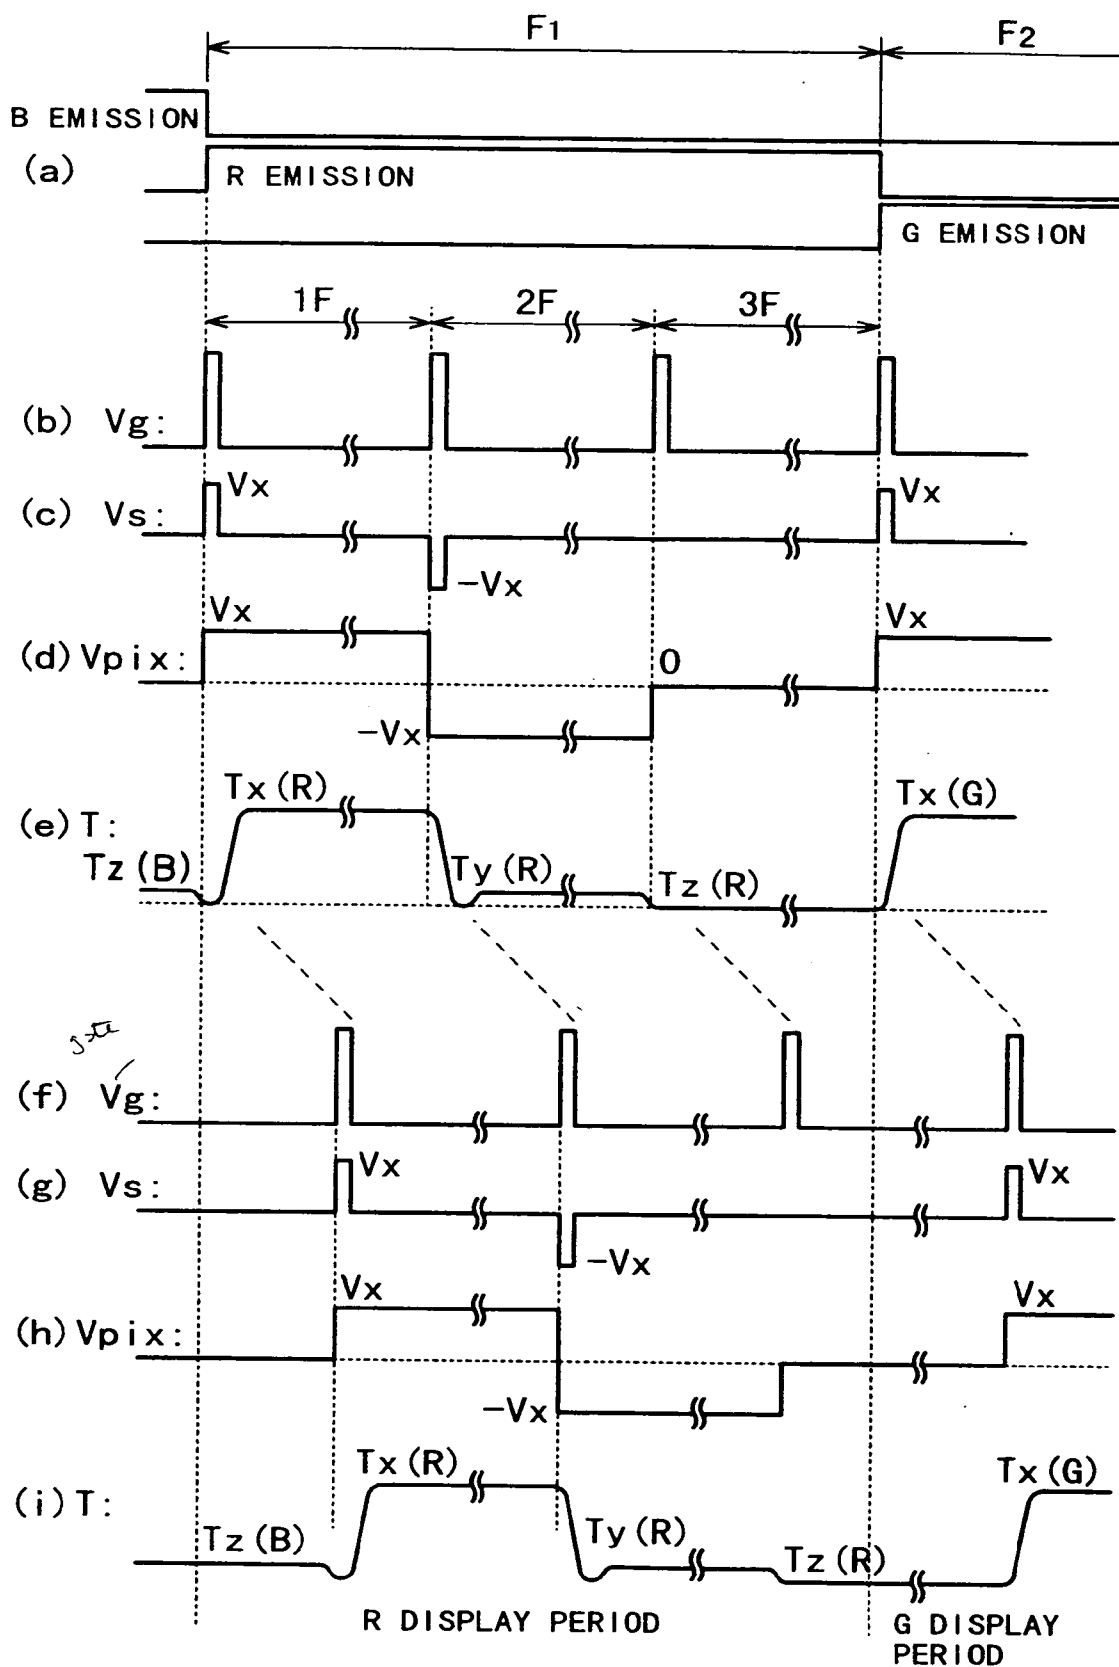 F1 F2
B EMISSION
(a) R EMISSION
G EMISSION
1F 2F 3F
(b) Vg:
(c) Vs: Vx Vx
-Vx
(d) Vpix: Vx 0 Vx
-Vx
(e) T: Tx(R) Tx(G)
Tz(B) Ty(R) Tz(R)
(f) Vg:
(g) Vs: Vx Vx
-Vx
(h) Vpix: Vx Vx
-Vx
(i) T: Tx(R) Tx(G)
Tz(B) Ty(R) Tz(R)
R DISPLAY PERIOD G DISPLAY
PERIOD